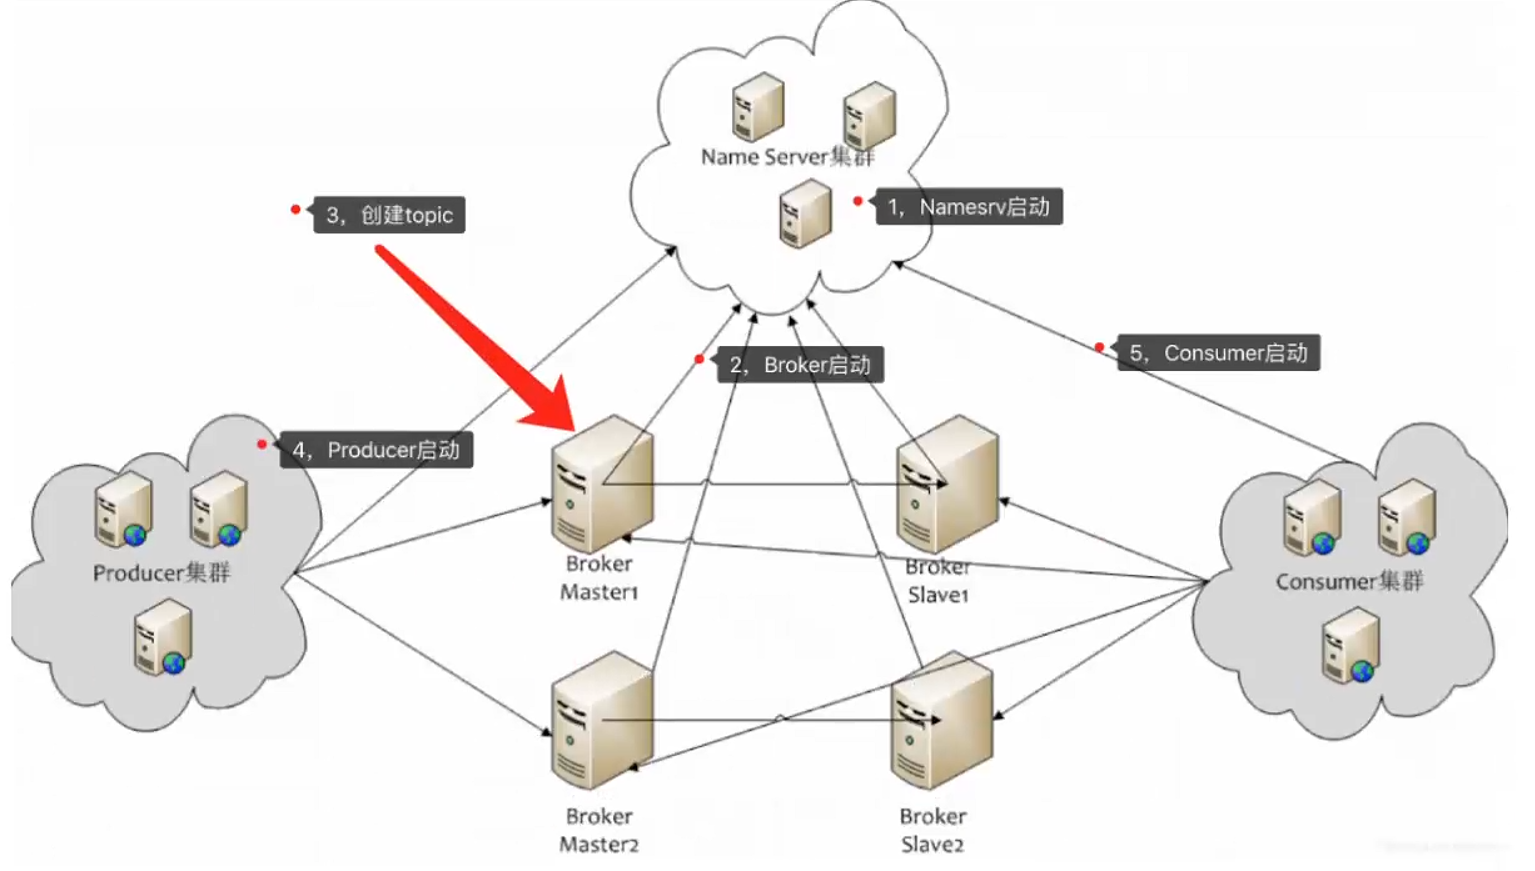 Name Server集群
1，Namesrv启动
3，创建topic
2，Broker启动
5，Consumer启动
4，Producer启动
Producer集群
Broker
Master1
Broker
Slave1
Consumer集群
Broker
Master2
Broker
Slave2